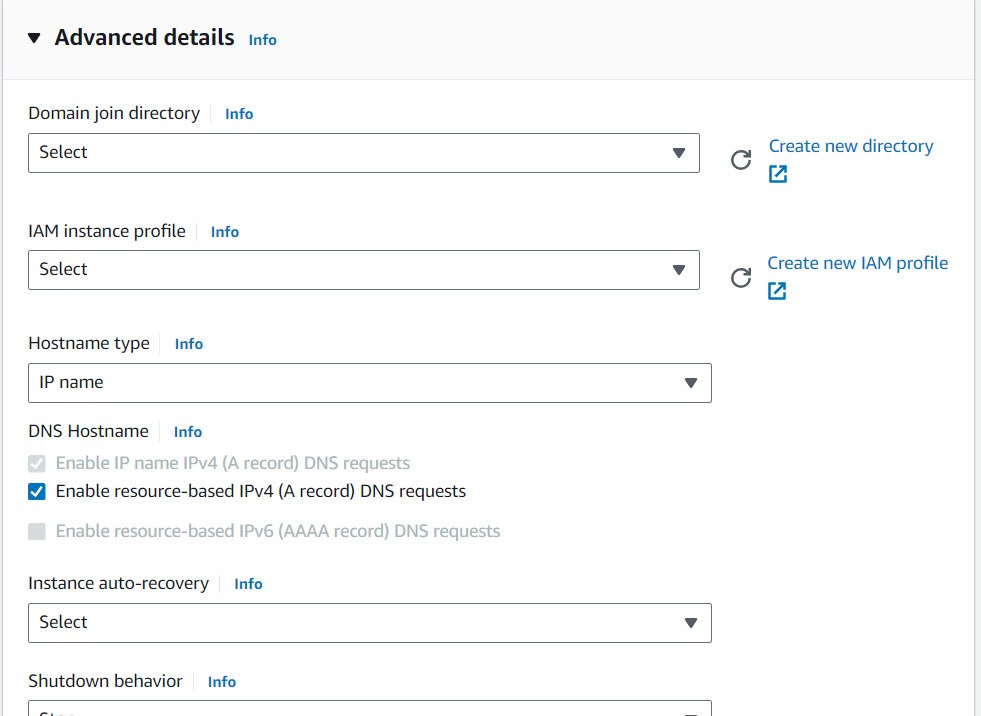 Advanced details Info
Domain join directory Info
Select
Create new directory
IAM instance profile Info
Select
Create new IAM profile
Hostname type Info
IP name
DNS Hostname Info
Enable IP name IPv4 (A record) DNS requests
Enable resource-based IPv4 (A record) DNS requests
Enable resource-based IPv6 (AAAA record) DNS requests
Instance auto-recovery Info
Select
Shutdown behavior Info